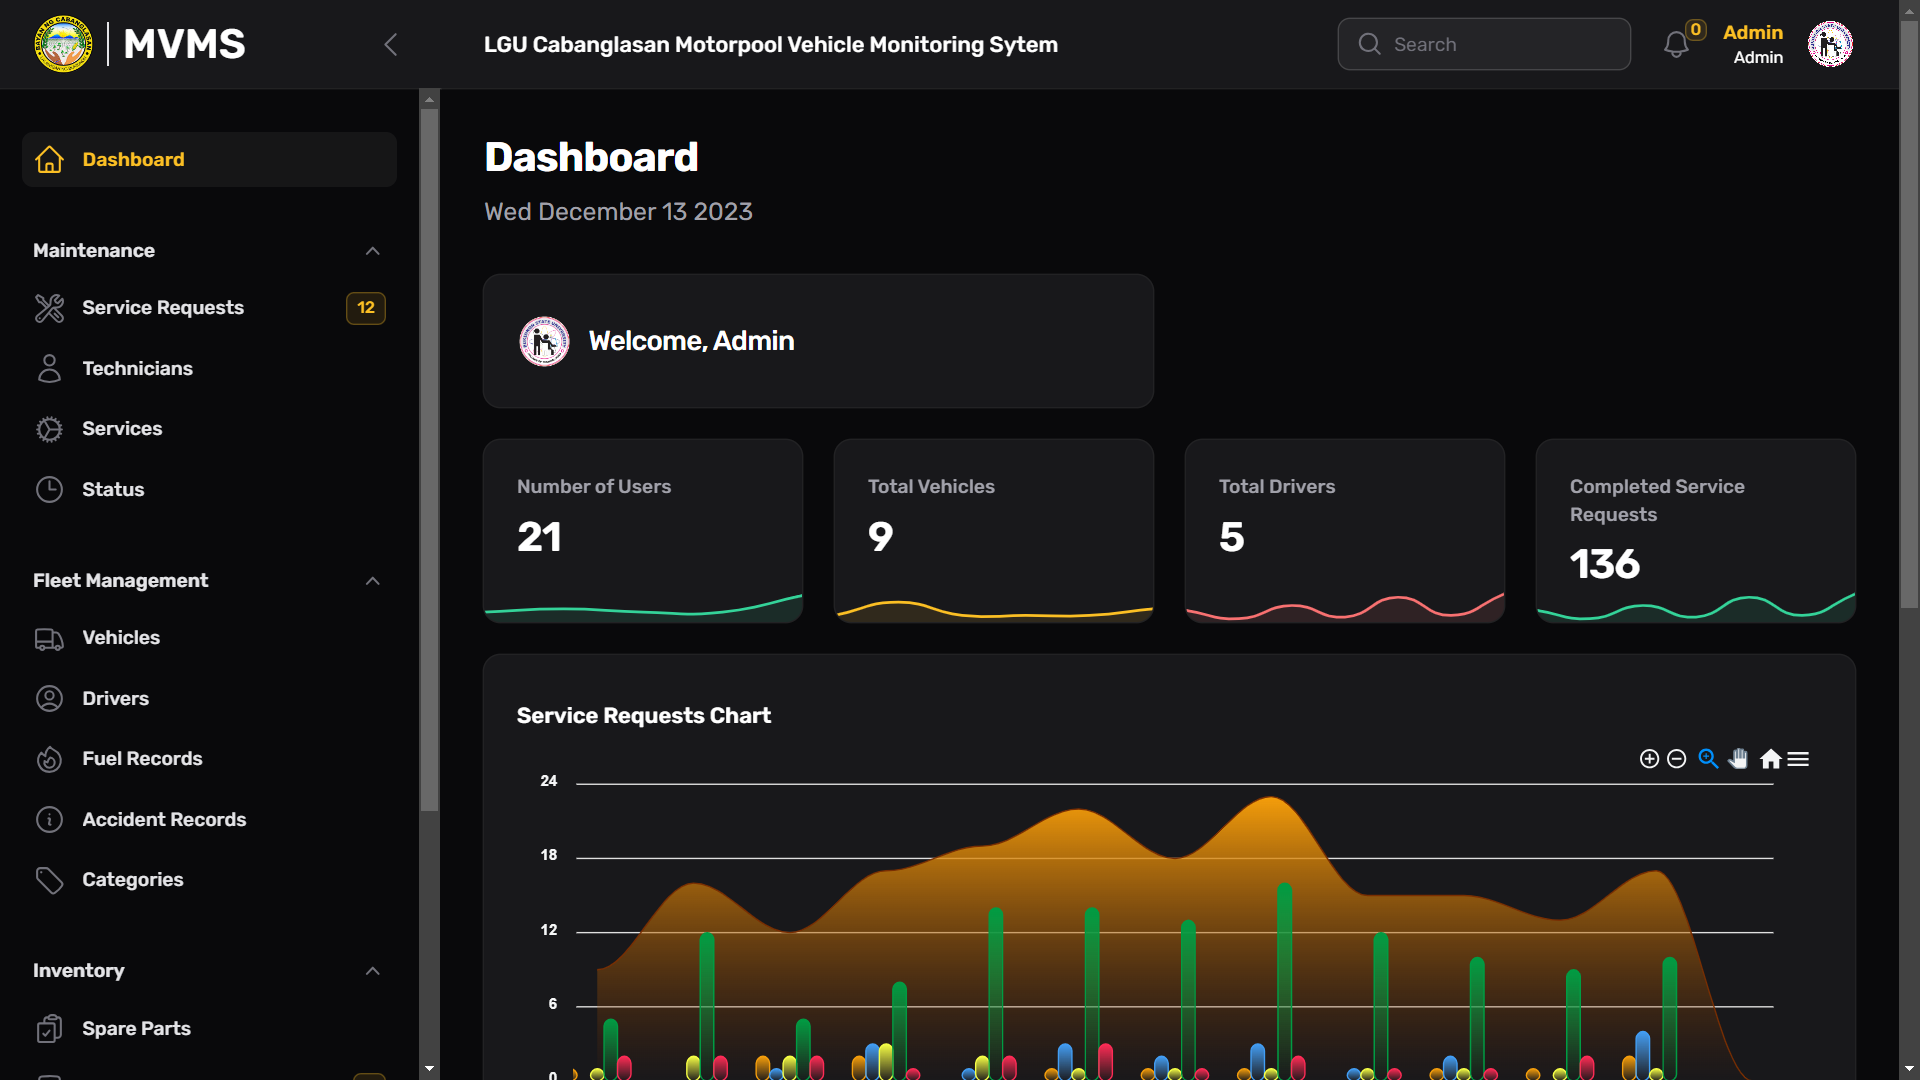 MVMS
LGU Cabanglasan Motorpool Vehicle Monitoring Sytem
Search
0
Admin
Admin
Dashboard
Maintenance
Service Requests
12
Technicians
Services
Status
Fleet Management
Vehicles
Drivers
Fuel Records
Accident Records
Categories
Inventory
Spare Parts
Dashboard
Wed December 13 2023
Welcome, Admin
Number of Users
21
Total Vehicles
9
Total Drivers
5
Completed Service
Requests
136
Service Requests Chart
24
18
12
6
0